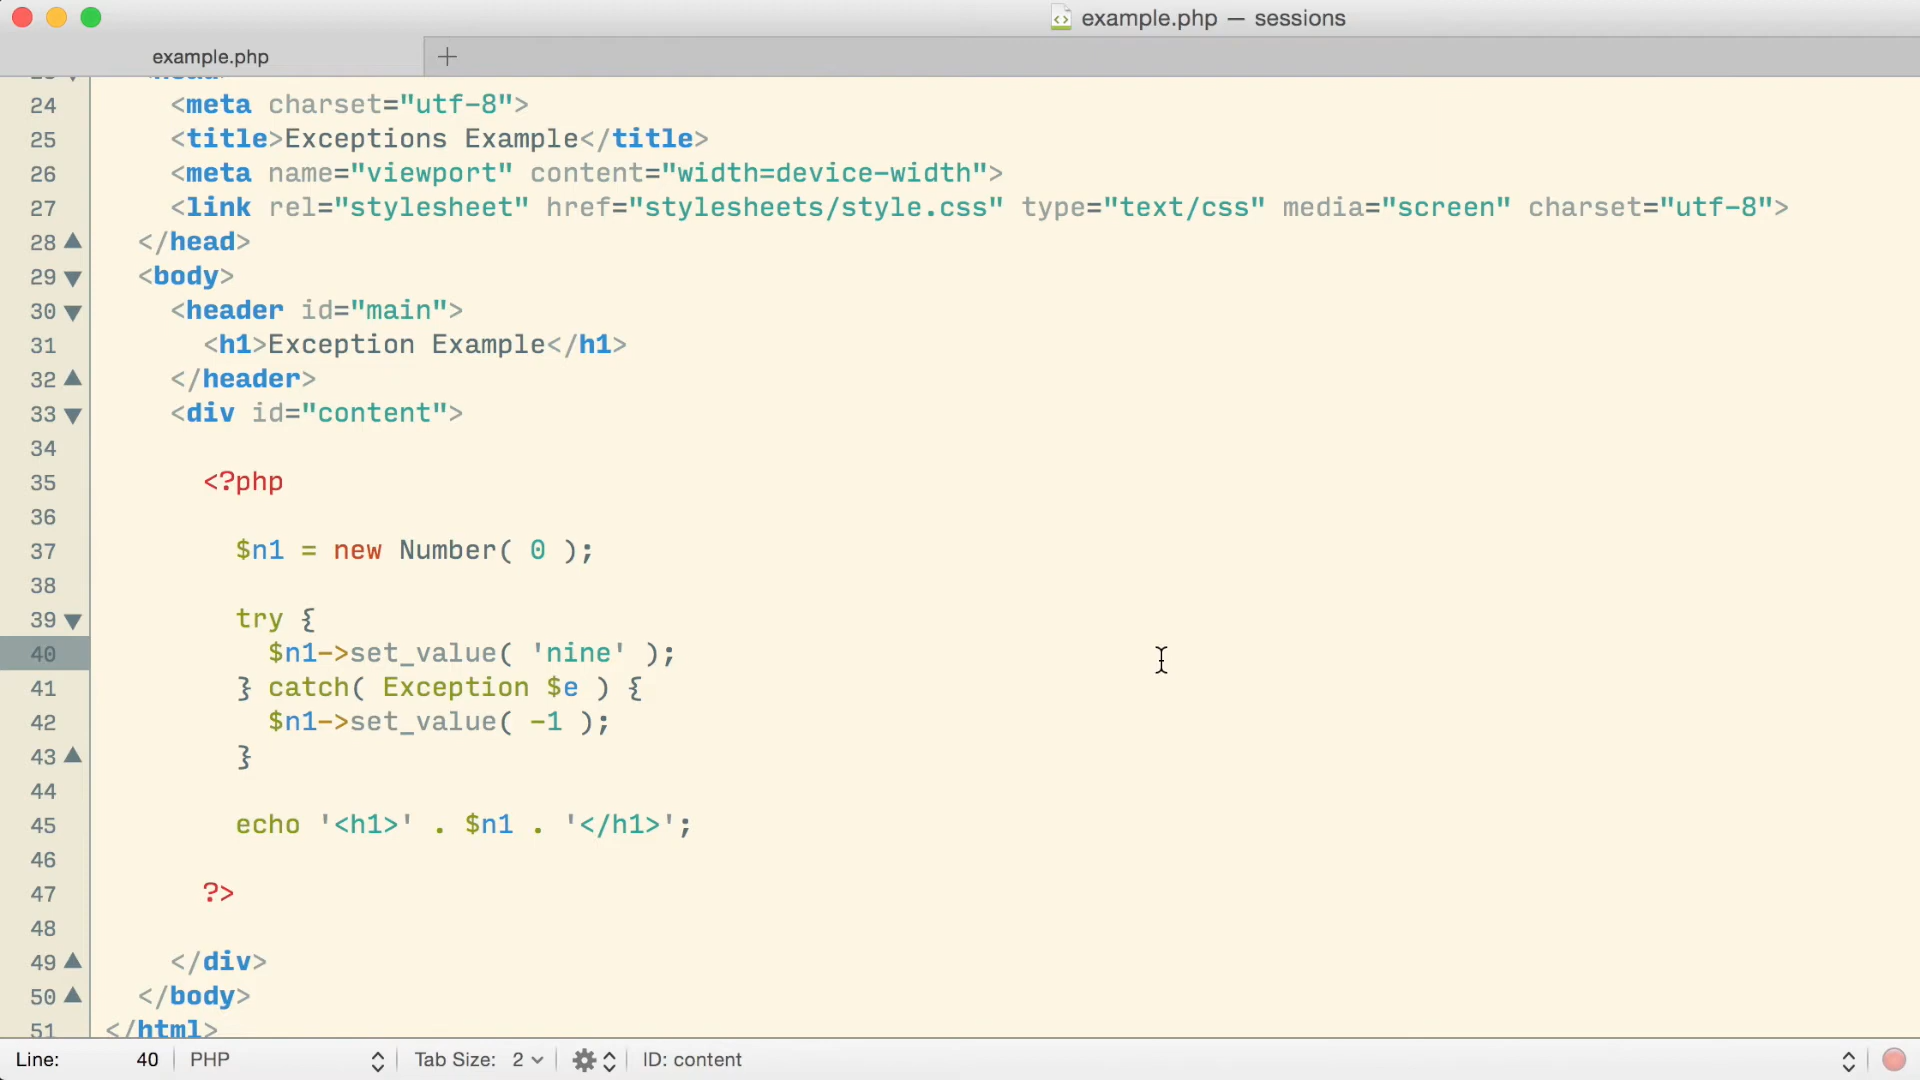 example.php — sessions
example.php
24 <meta charset="utf-8">
25 <title>Exceptions Example</title>
26 <meta name="viewport" content="width=device-width">
27 <link rel="stylesheet" href="stylesheets/style.css" type="text/css" media="screen" charset="utf-8">
28 </head>
29 <body>
30 <header id="main">
31 <h1>Exception Example</h1>
32 </header>
33 <div id="content">
34
35 <?php
36
37 $n1 = new Number( 0 );
38
39 try {
40 $n1->set_value( 'nine' );
41 } catch( Exception $e ) {
42 $n1->set_value( -1 );
43 }
44
45 echo '<h1>' . $n1 . '</h1>';
46
47 ?>
48
49 </div>
50 </body>
51 </html>
Line: 40 PHP Tab Size: 2 ID: content